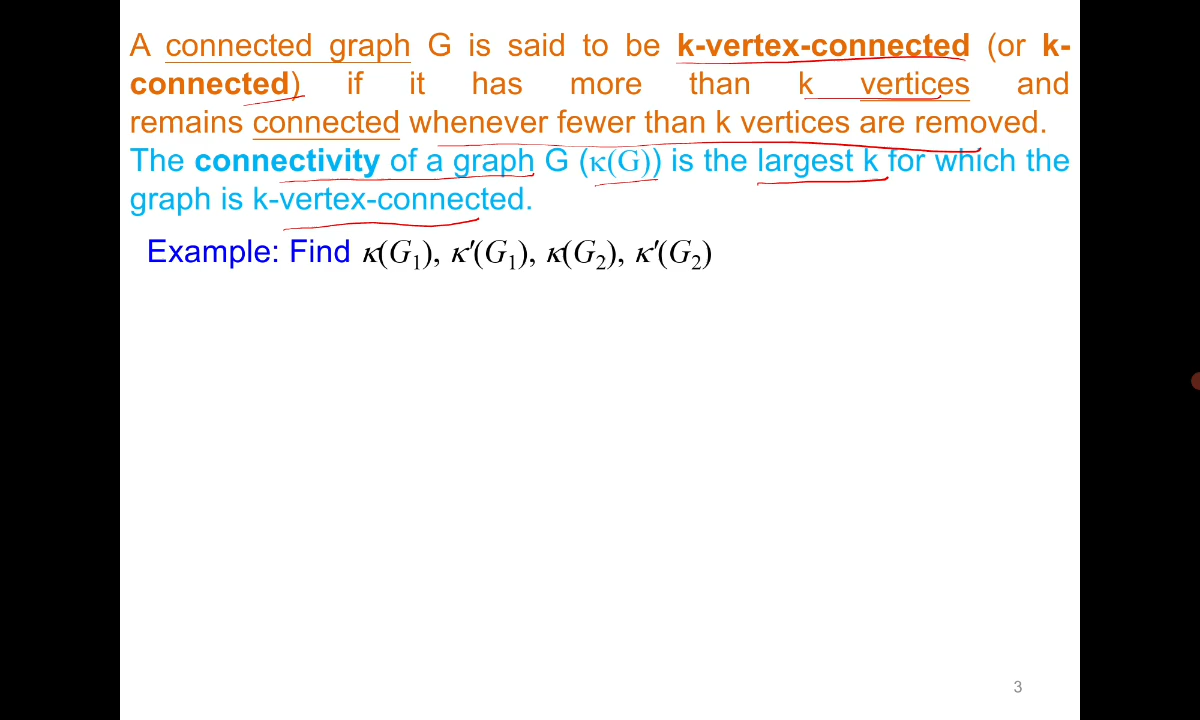 A connected graph G is said to be k-vertex-connected (or k-
connected) if it has more than k vertices and
remains connected whenever fewer than k vertices are removed.
The connectivity of a graph G (κ(G)) is the largest k for which the
graph is k-vertex-connected.
Example: Find κ(G₁), κ′(G₁), κ(G₂), κ′(G₂)
3